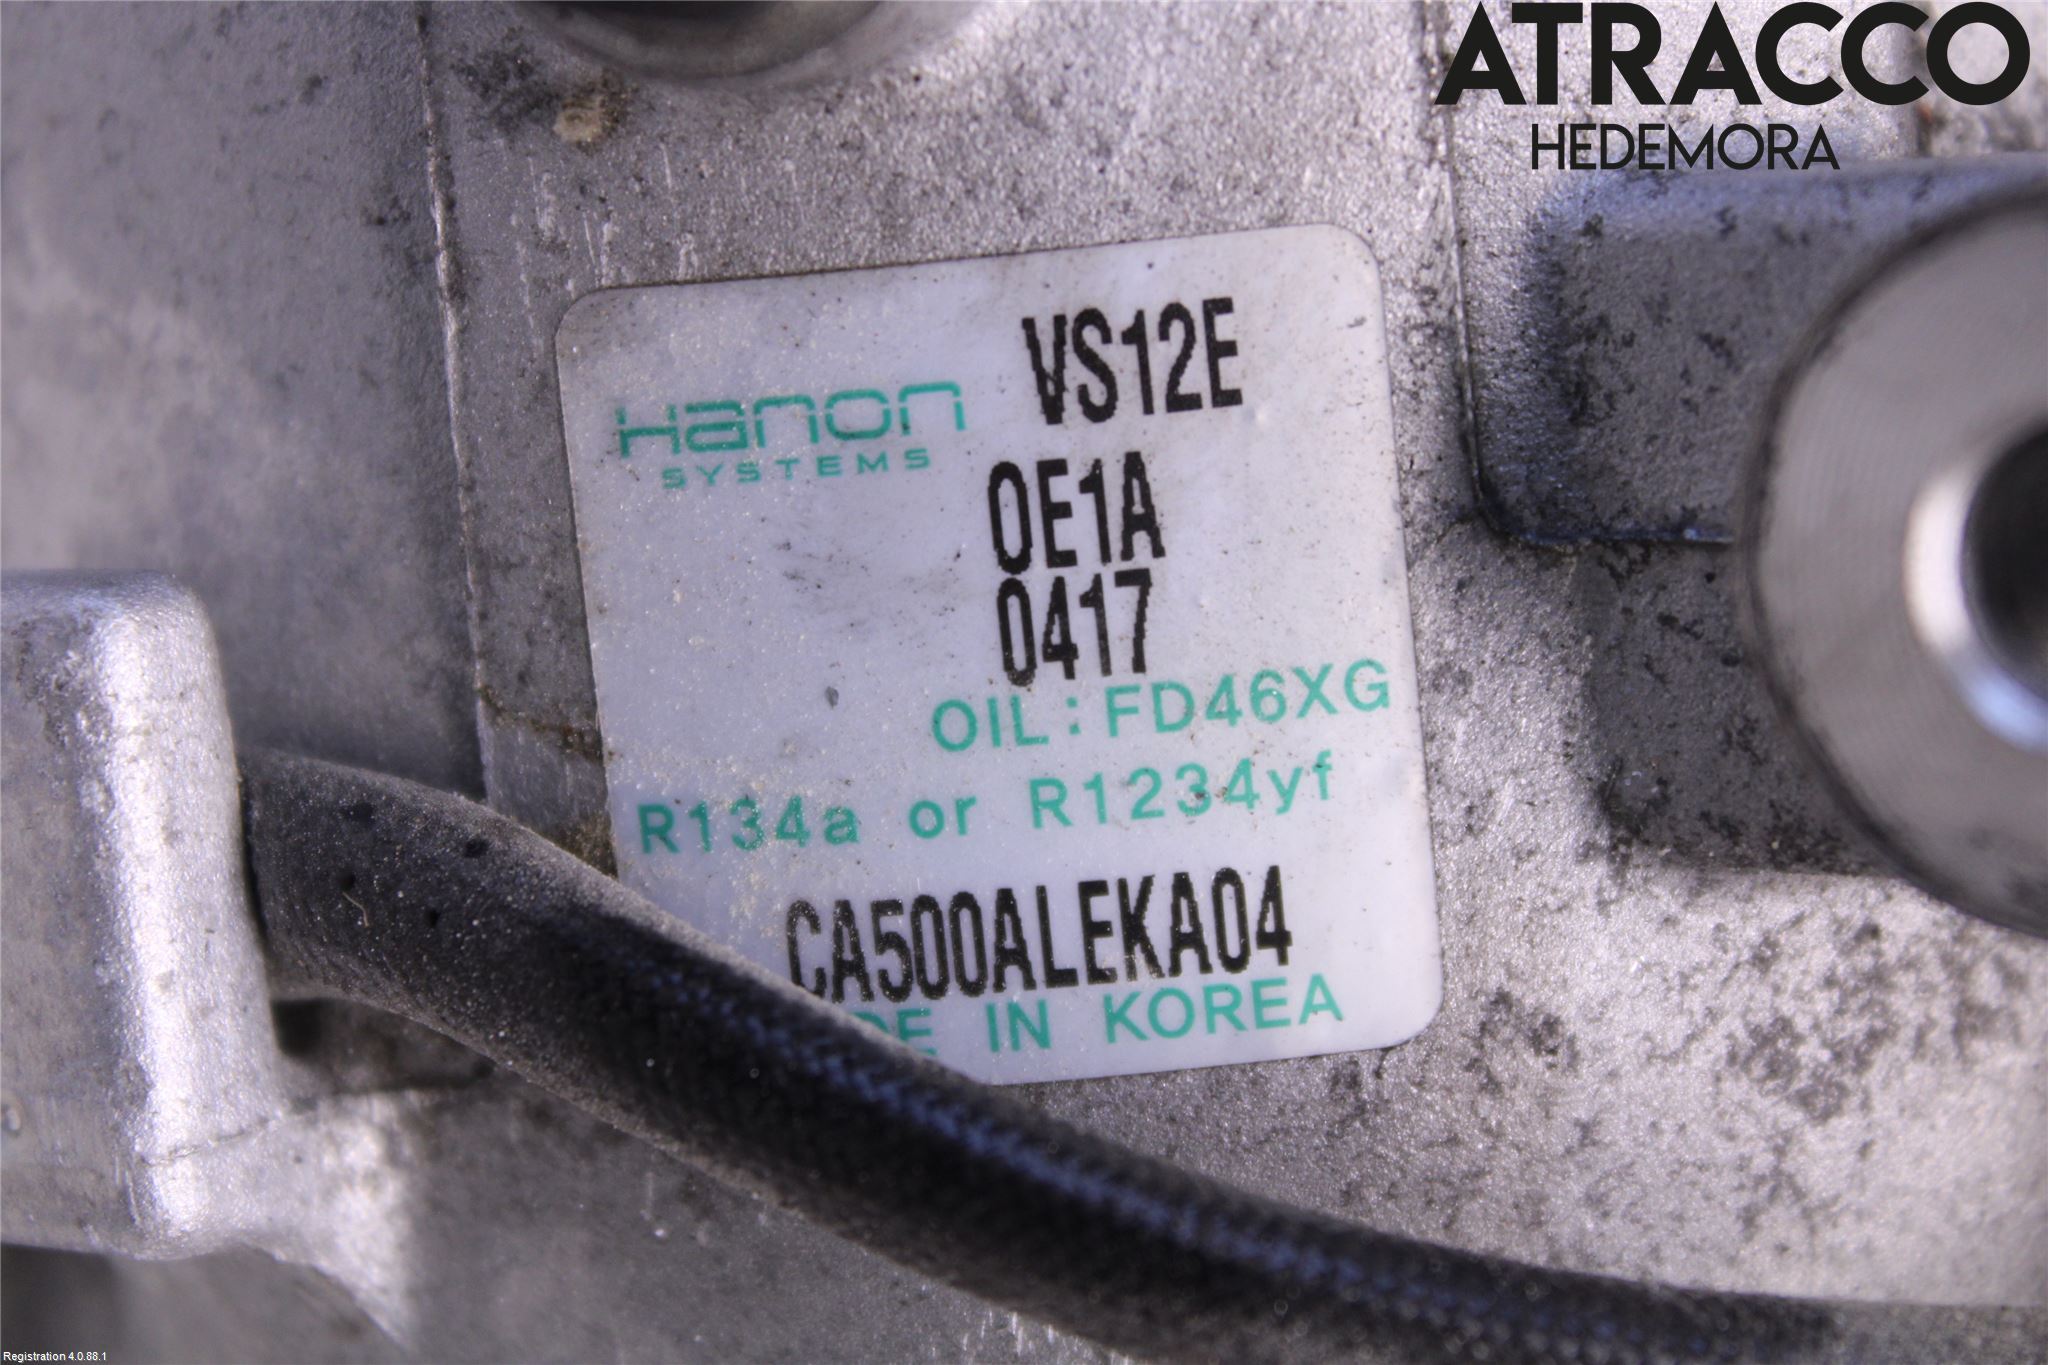 ATRACCO
HEDEMORA
Hanon VS12E
SYSTEMS
0E1A
0417
OIL:FD46XG
R134a or R1234yf
CA500ALEKA04
DE IN KOREA
Registration 4.0.88.1